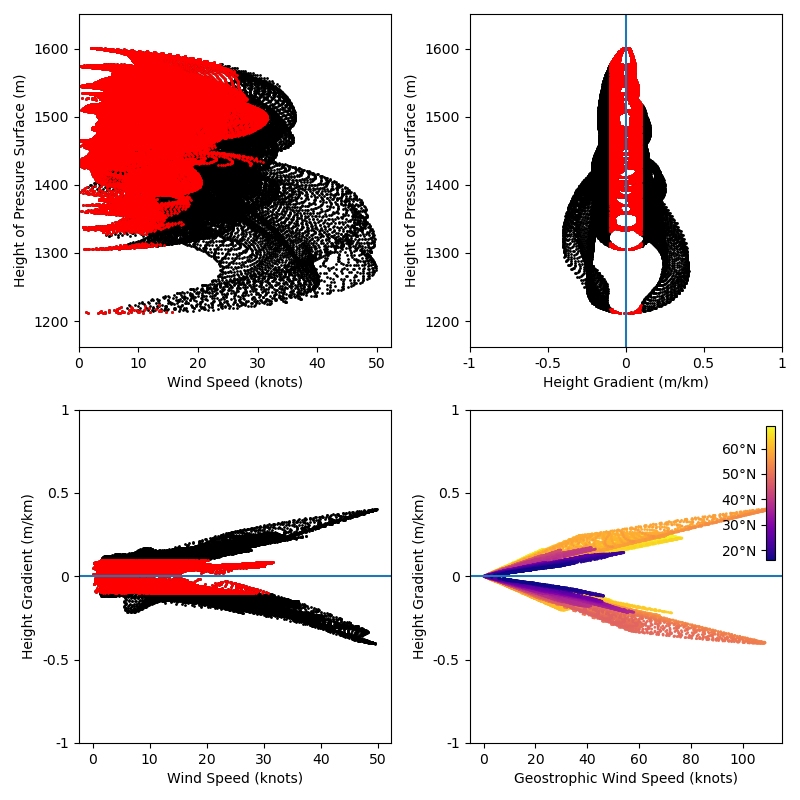 1600
1500
1400
1300
1200
Height of Pressure Surface (m)
0 10 20 30 40 50
Wind Speed (knots)
1600
1500
1400
1300
1200
Height of Pressure Surface (m)
-1 -0.5 0 0.5 1
Height Gradient (m/km)
1
0.5
0
-0.5
-1
Height Gradient (m/km)
0 10 20 30 40 50
Wind Speed (knots)
1
0.5
0
-0.5
-1
Height Gradient (m/km)
60°N
50°N
40°N
30°N
20°N
0 20 40 60 80 100
Geostrophic Wind Speed (knots)